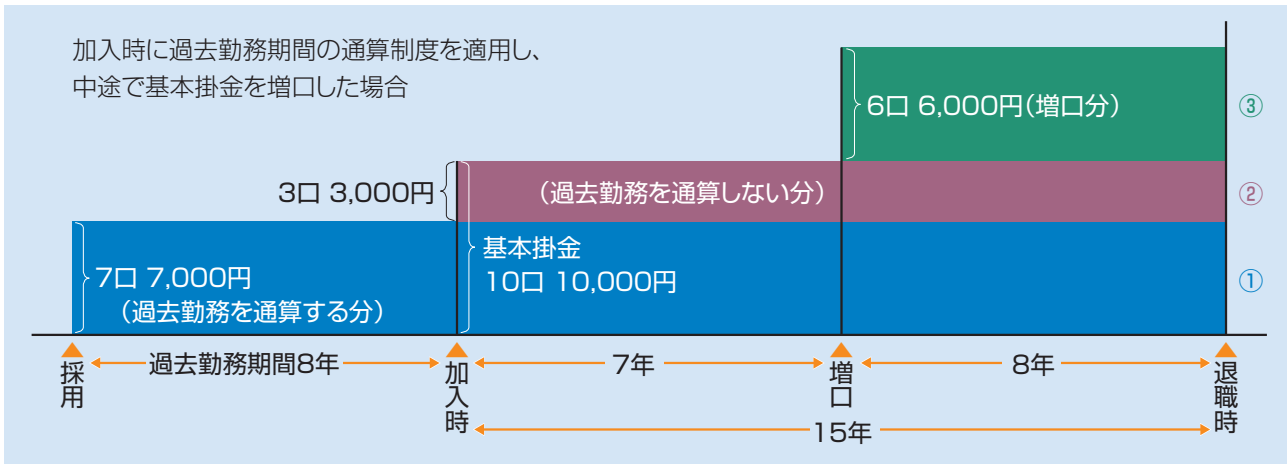 加入時に過去勤務期間の通算制度を適用し、
中途で基本掛金を増口した場合
6口 6,000円(増口分)
③
3口 3,000円
(過去勤務を通算しない分)
②
基本掛金
10口 10,000円
7口 7,000円
(過去勤務を通算する分)
①
採用
過去勤務期間8年
加入時
7年
増口
8年
退職時
15年